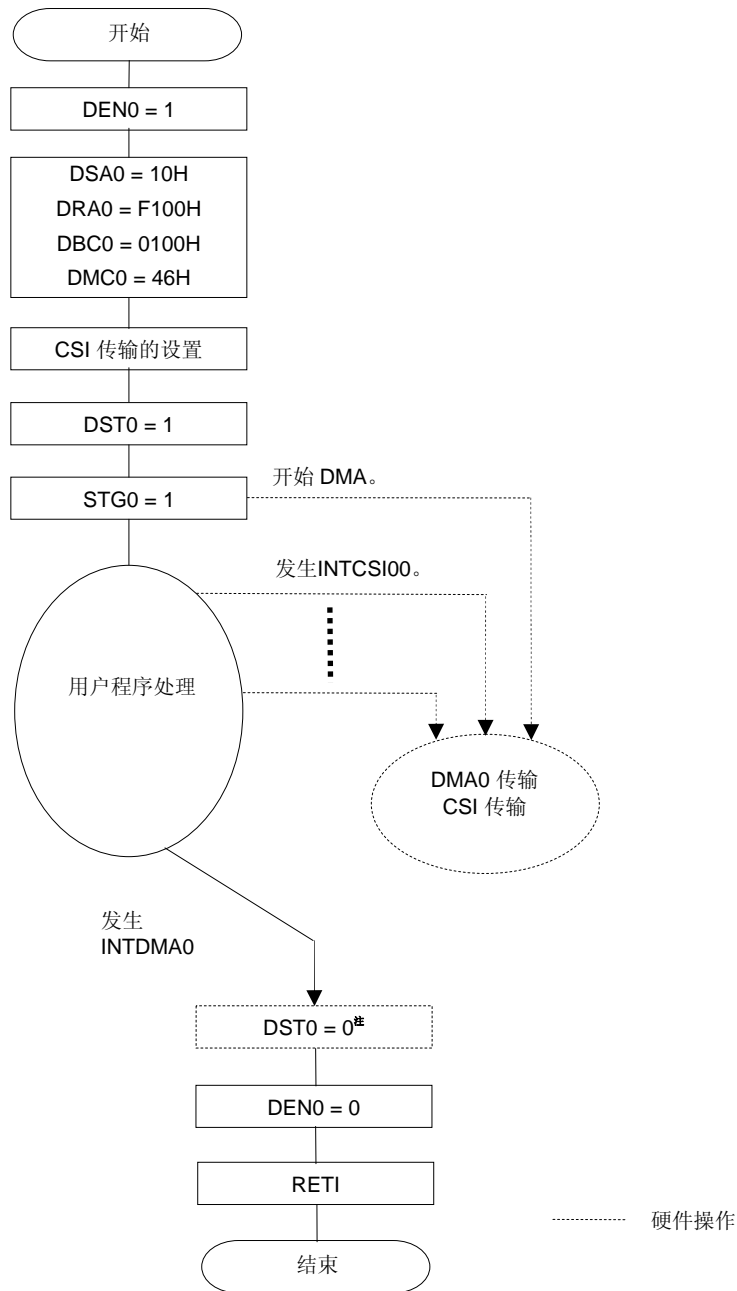 开始
DEN0 = 1
DSA0 = 10H
DRA0 = F100H
DBC0 = 0100H
DMC0 = 46H
CSI 传输的设置
DST0 = 1
STG0 = 1
开始 DMA。
发生INTCSI00。
用户程序处理
DMA0 传输
CSI 传输
发生
INTDMA0
DST0 = 0注
DEN0 = 0
RETI
硬件操作
结束